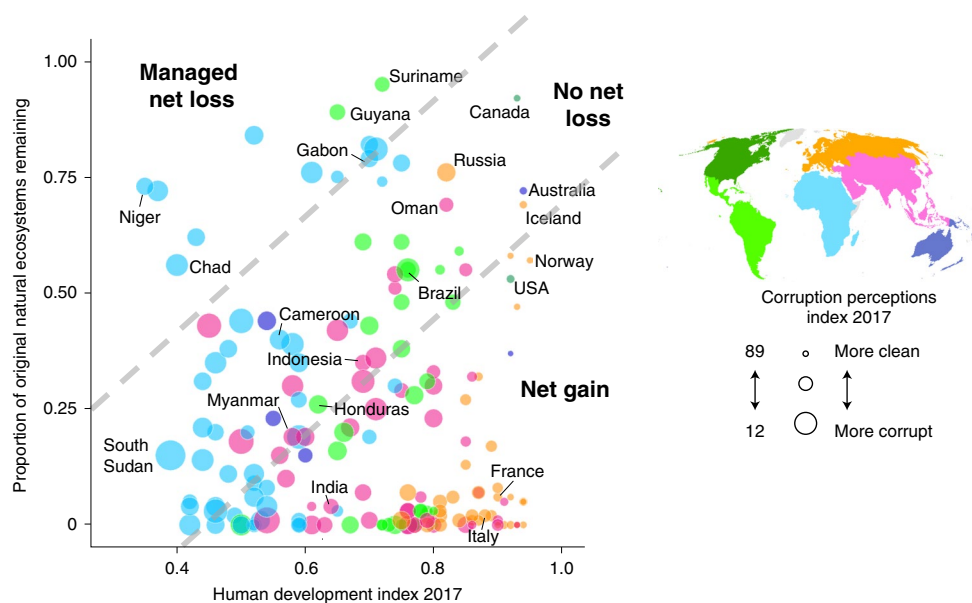 Proportion of original natural ecosystems remaining
1.00
0.75
0.50
0.25
0
0.4
0.6
0.8
1.0
Human development index 2017
Managed
net loss
No net
loss
Net gain
Suriname
Guyana
Canada
Gabon
Russia
Niger
Oman
Australia
Iceland
Chad
Norway
Brazil
USA
Cameroon
Indonesia
Myanmar
Honduras
South
Sudan
India
France
Italy
Corruption perceptions
index 2017
89
More clean
12
More corrupt